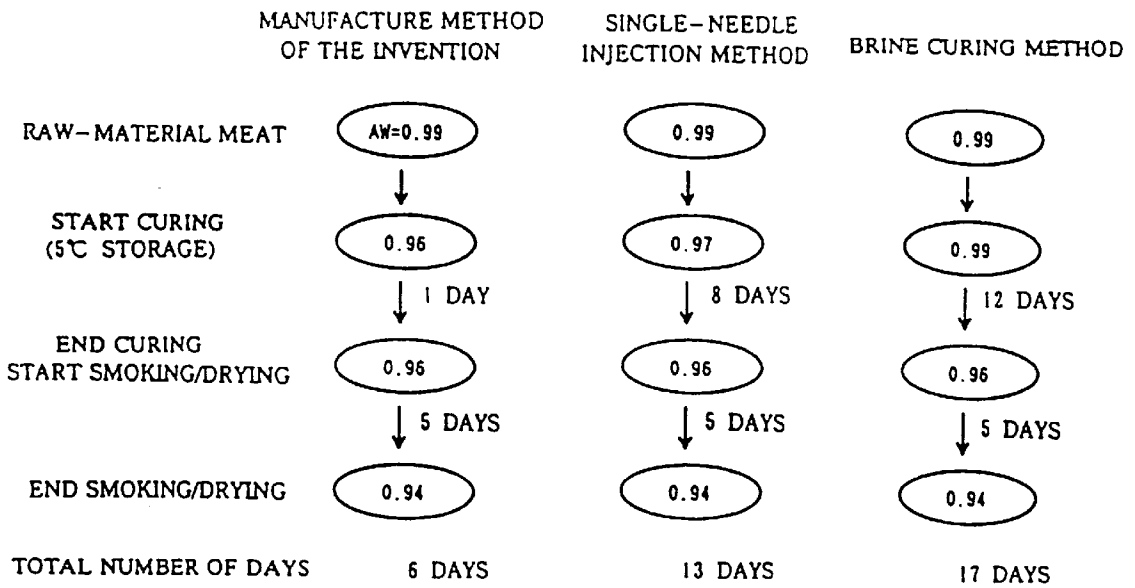 MANUFACTURE METHOD
OF THE INVENTION
SINGLE-NEEDLE
INJECTION METHOD
BRINE CURING METHOD
RAW-MATERIAL MEAT
AW=0.99
0.99
0.99
START CURING
(5℃ STORAGE)
0.96
0.97
0.99
1 DAY
8 DAYS
12 DAYS
END CURING
START SMOKING/DRYING
0.96
0.96
0.96
5 DAYS
5 DAYS
5 DAYS
END SMOKING/DRYING
0.94
0.94
0.94
TOTAL NUMBER OF DAYS
6 DAYS
13 DAYS
17 DAYS